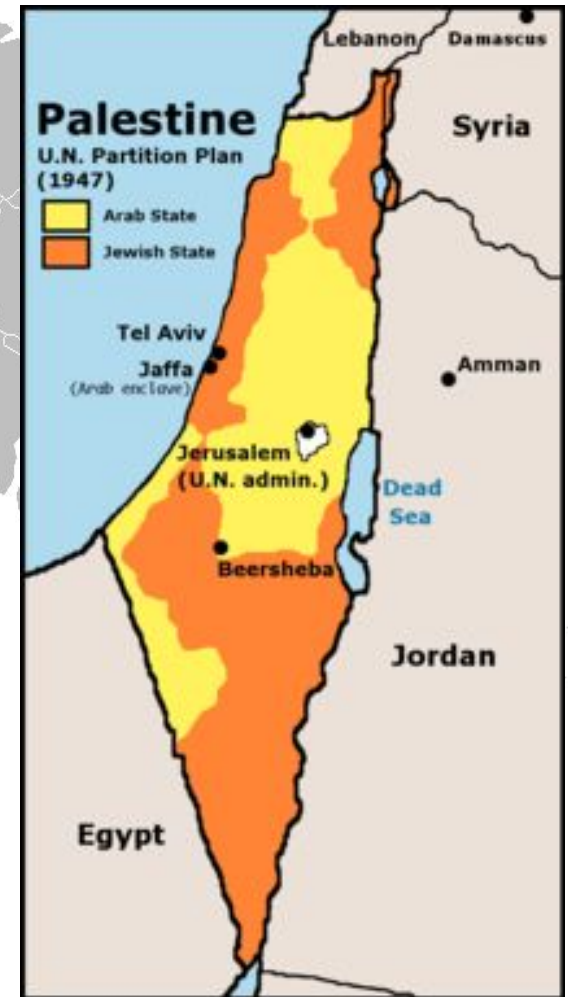 Lebanon
Damascus
Palestine
U.N. Partition Plan
(1947)
Syria
Arab State
Jewish State
Tel Aviv
Jaffa
(Arab enclave)
Amman
Jerusalem
(U.N. admin.)
Dead
Sea
Beersheba
Jordan
Egypt